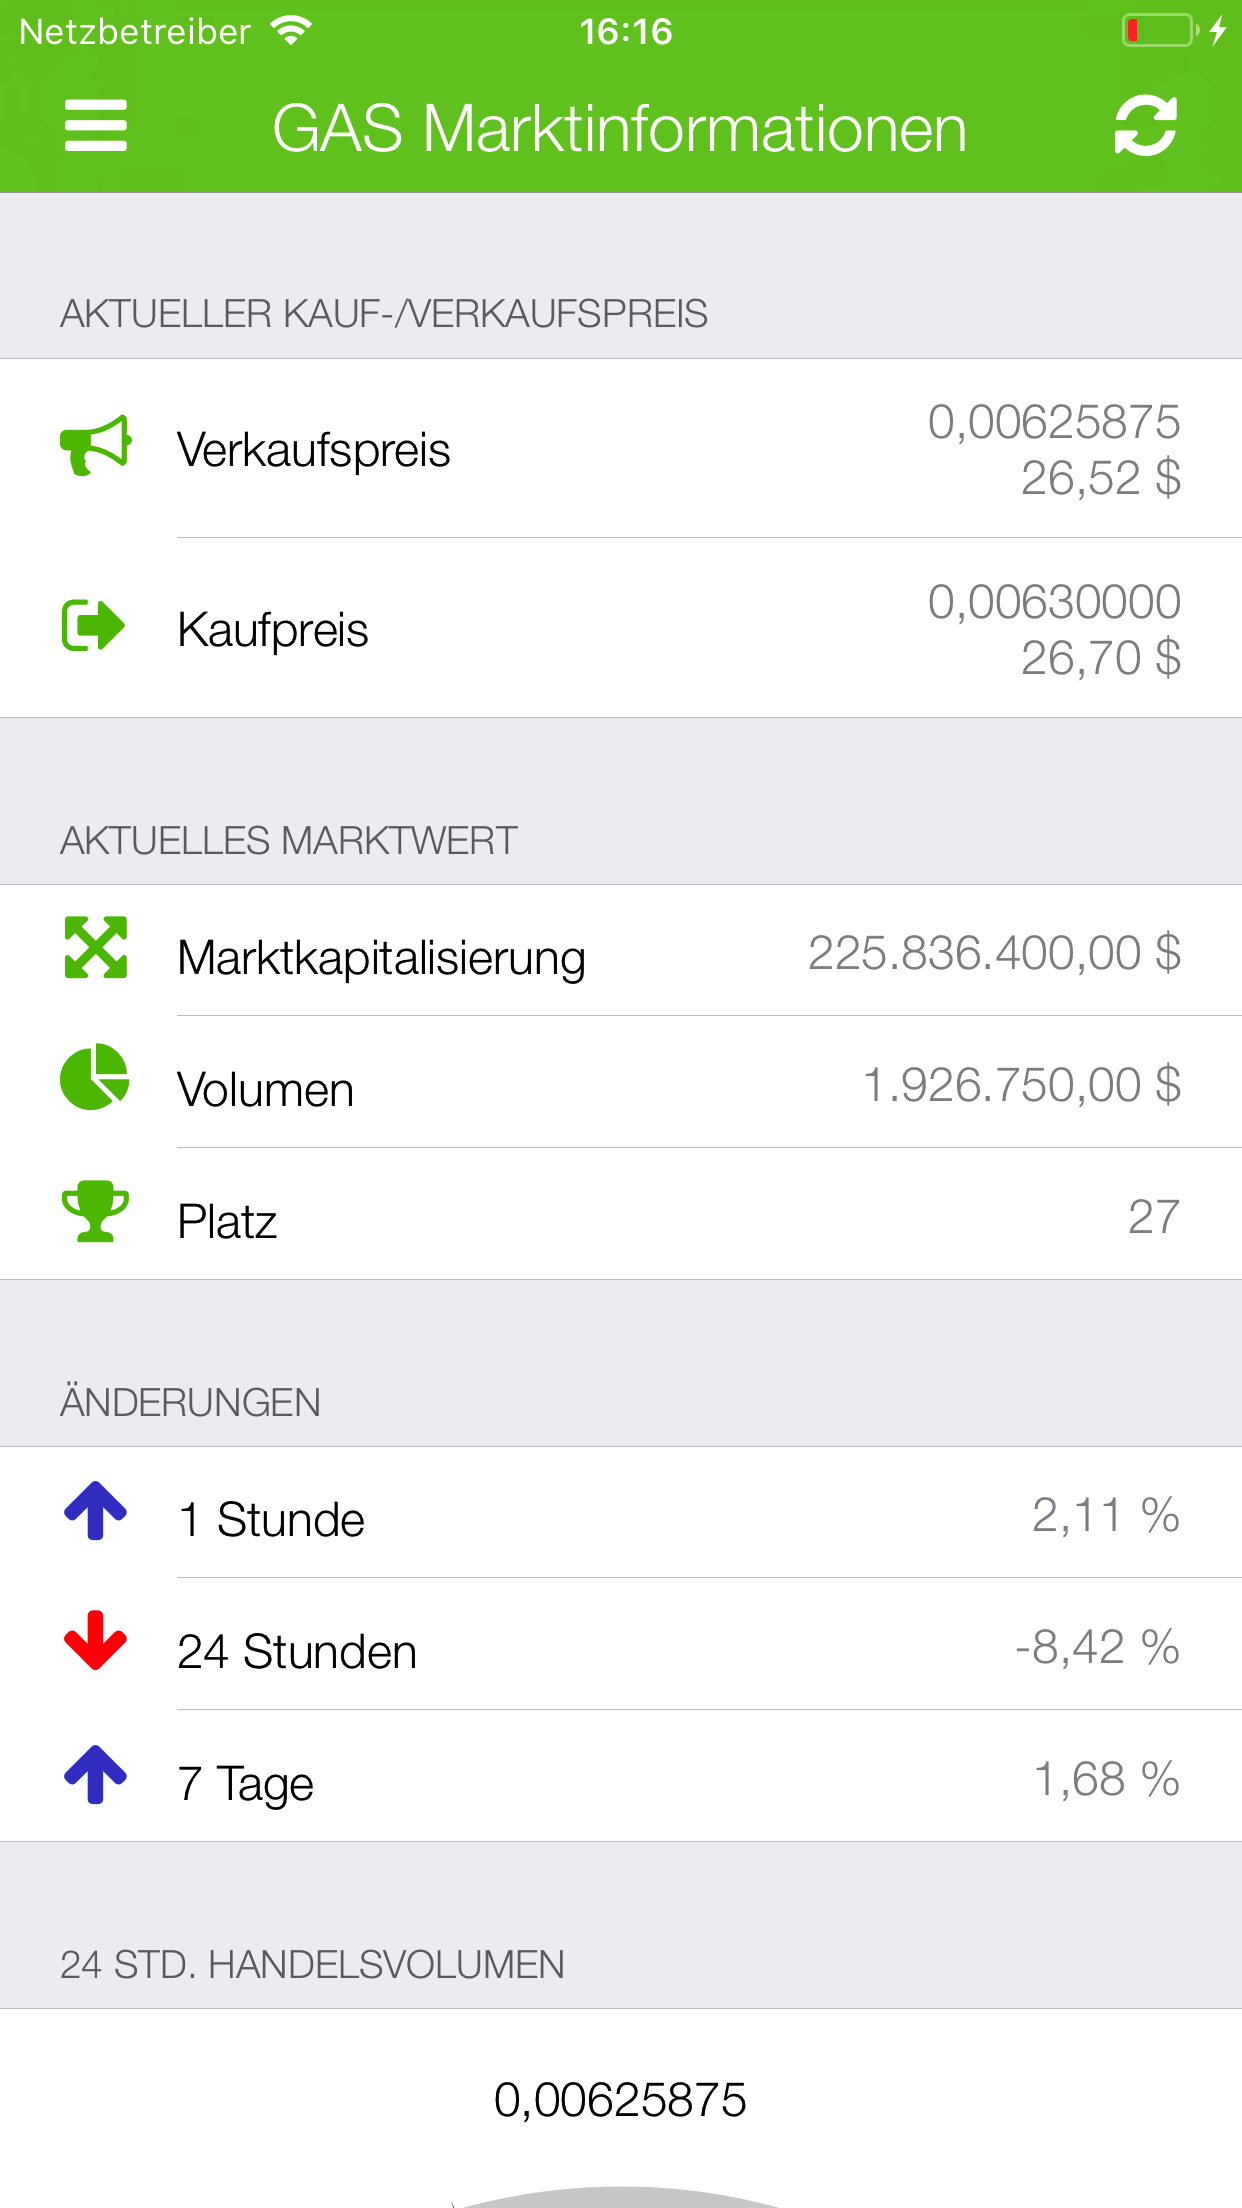 Netzbetreiber
16:16
GAS Marktinformationen
AKTUELLER KAUF-/VERKAUFSPREIS
Verkaufspreis
0,00625875
26,52 $
Kaufpreis
0,00630000
26,70 $
AKTUELLES MARKTWERT
Marktkapitalisierung
225.836.400,00 $
Volumen
1.926.750,00 $
Platz
27
ÄNDERUNGEN
1 Stunde
2,11 %
24 Stunden
-8,42 %
7 Tage
1,68 %
24 STD. HANDELSVOLUMEN
0,00625875